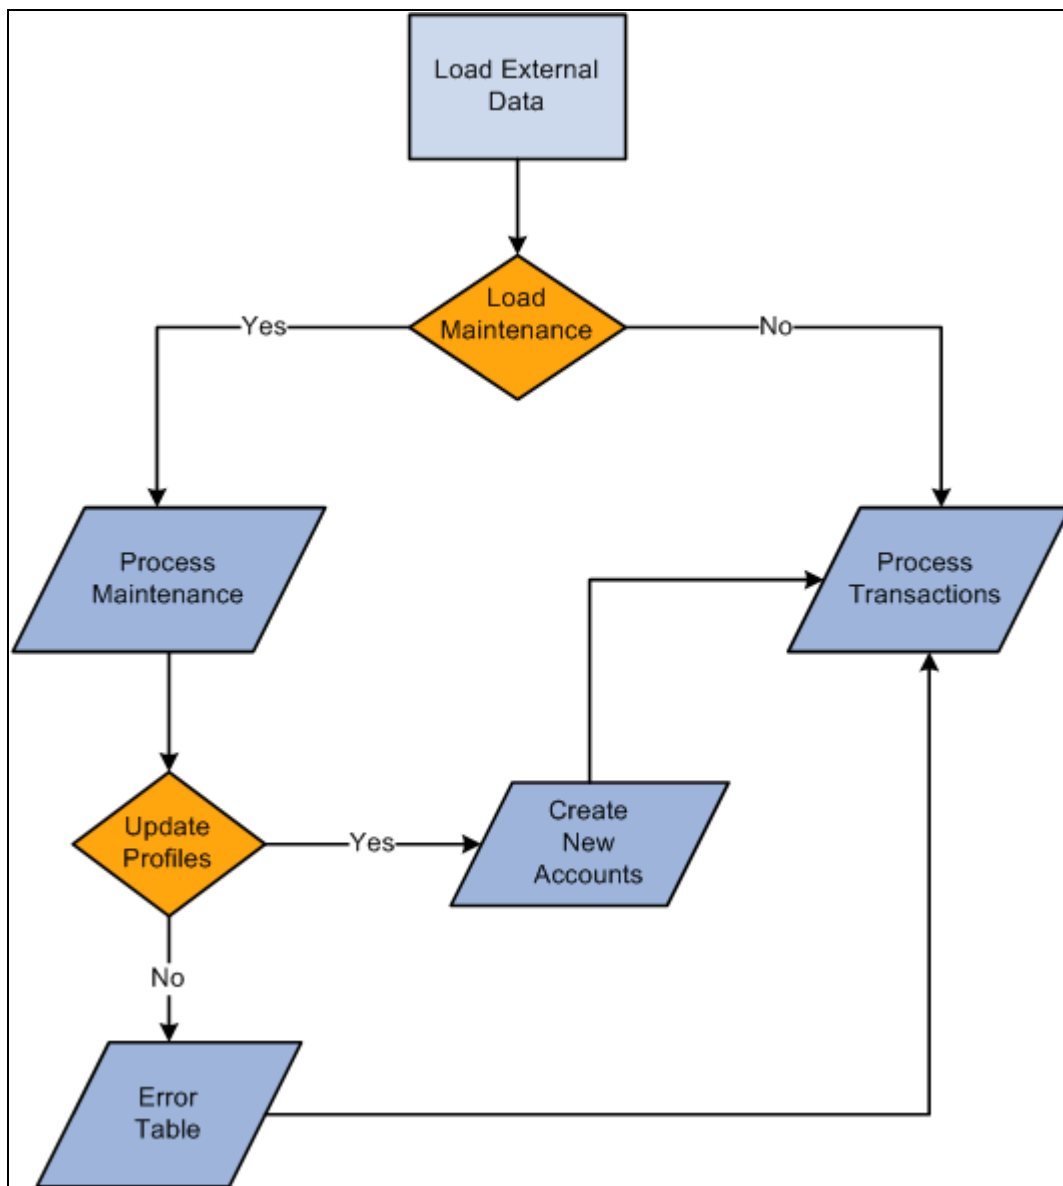 Load External
Data
Load
Maintenance
Yes
No
Process
Maintenance
Process
Transactions
Update
Profiles
Yes
Create
New
Accounts
No
Error
Table